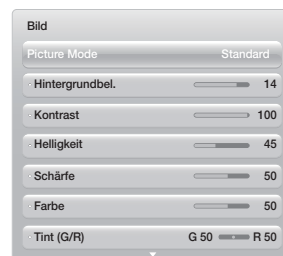 Bild
Picture Mode Standard
Hintergrundbel. 14
Kontrast 100
Helligkeit 45
Schärfe 50
Farbe 50
Tint (G/R) G 50 R 50